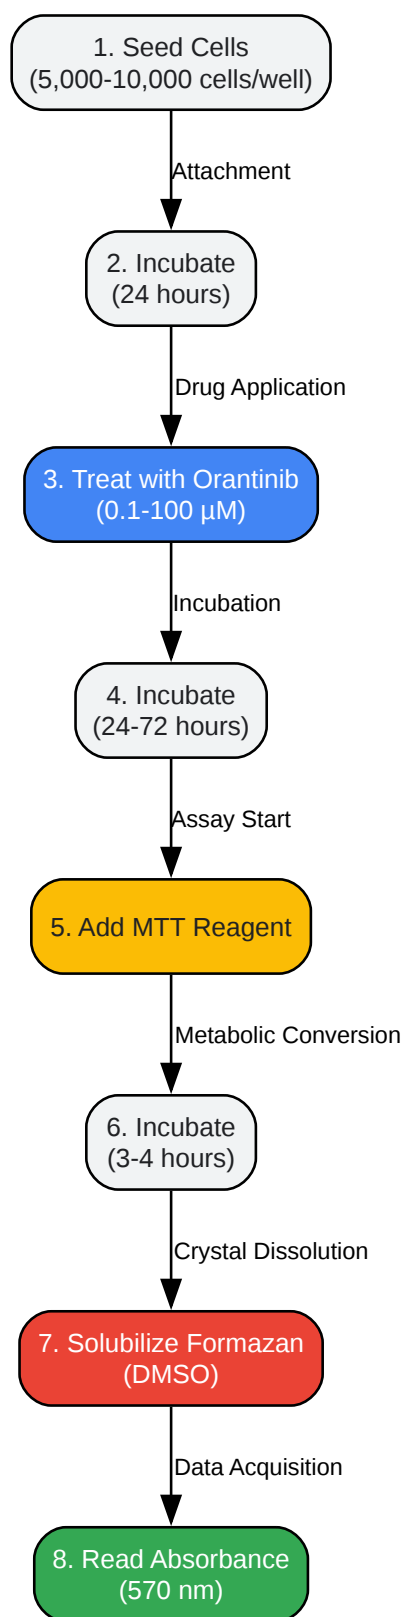 1. Seed Cells
(5,000-10,000 cells/well)
Attachment
2. Incubate
(24 hours)
Drug Application
3. Treat with Orantinib
(0.1-100 µM)
Incubation
4. Incubate
(24-72 hours)
Assay Start
5. Add MTT Reagent
Metabolic Conversion
6. Incubate
(3-4 hours)
Crystal Dissolution
7. Solubilize Formazan
(DMSO)
Data Acquisition
8. Read Absorbance
(570 nm)